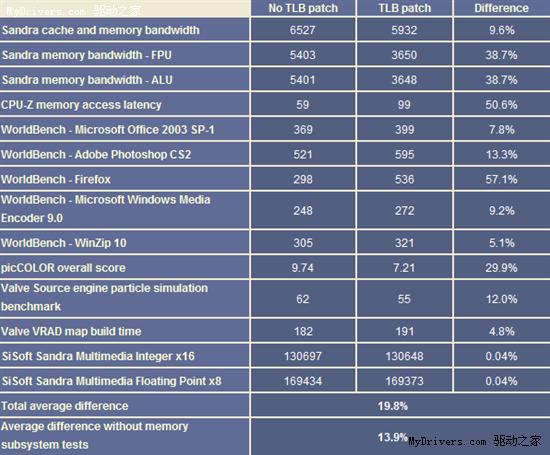 MyDrivers.com 驱动之家
No TLB patch TLB patch Difference
Sandra cache and memory bandwidth 6527 5932 9.6%
Sandra memory bandwidth - FPU 5403 3650 38.7%
Sandra memory bandwidth - ALU 5401 3648 38.7%
CPU-Z memory access latency 59 99 50.6%
WorldBench - Microsoft Office 2003 SP-1 369 399 7.8%
WorldBench - Adobe Photoshop CS2 521 595 13.3%
WorldBench - Firefox 298 536 57.1%
WorldBench - Microsoft Windows Media
Encoder 9.0 248 272 9.2%
WorldBench - WinZip 10 305 321 5.1%
picCOLOR overall score 9.74 7.21 29.9%
Valve Source engine particle simulation
benchmark 62 55 12.0%
Valve VRAD map build time 182 191 4.8%
SiSoft Sandra Multimedia Integer x16 130697 130648 0.04%
SiSoft Sandra Multimedia Floating Point x8 169434 169373 0.04%
Total average difference 19.8%
Average difference without memory
subsystem tests 13.9%
MyDrivers.com 驱动之家